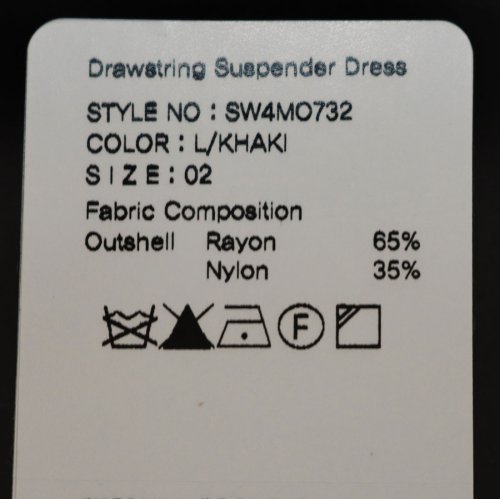 Drawstring Suspender Dress
STYLE NO : SW4MO732
COLOR : L/KHAKI
SIZE : 02
Fabric Composition
Outshell Rayon 65%
Nylon 35%
F